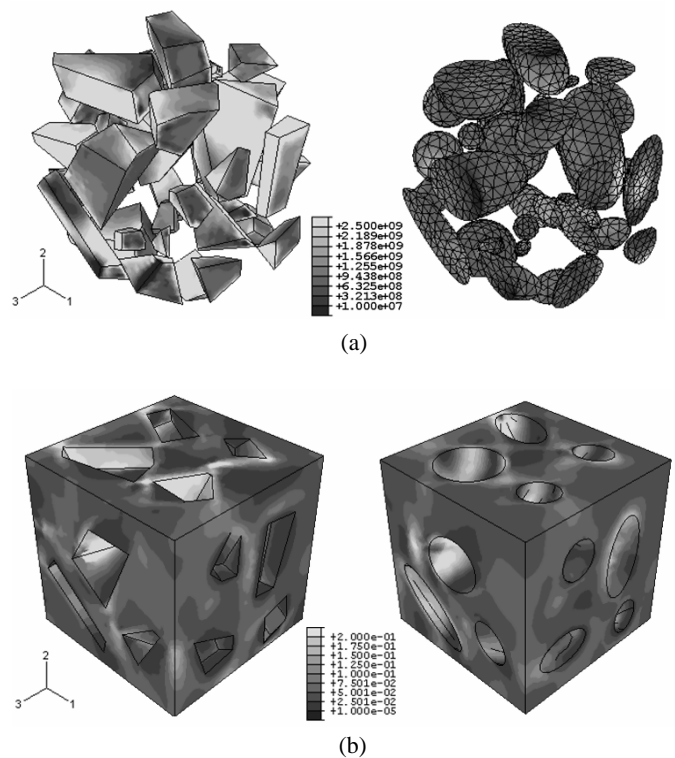 +2.500e+09
+2.189e+09
+1.878e+09
+1.566e+09
+1.255e+09
+9.438e+08
+6.325e+08
+3.213e+08
+1.000e+07
2
3 1
(a)
+2.000e-01
+1.750e-01
+1.500e-01
+1.250e-01
+1.000e-01
+7.501e-02
+5.001e-02
+2.501e-02
+1.000e-05
2
3 1
(b)